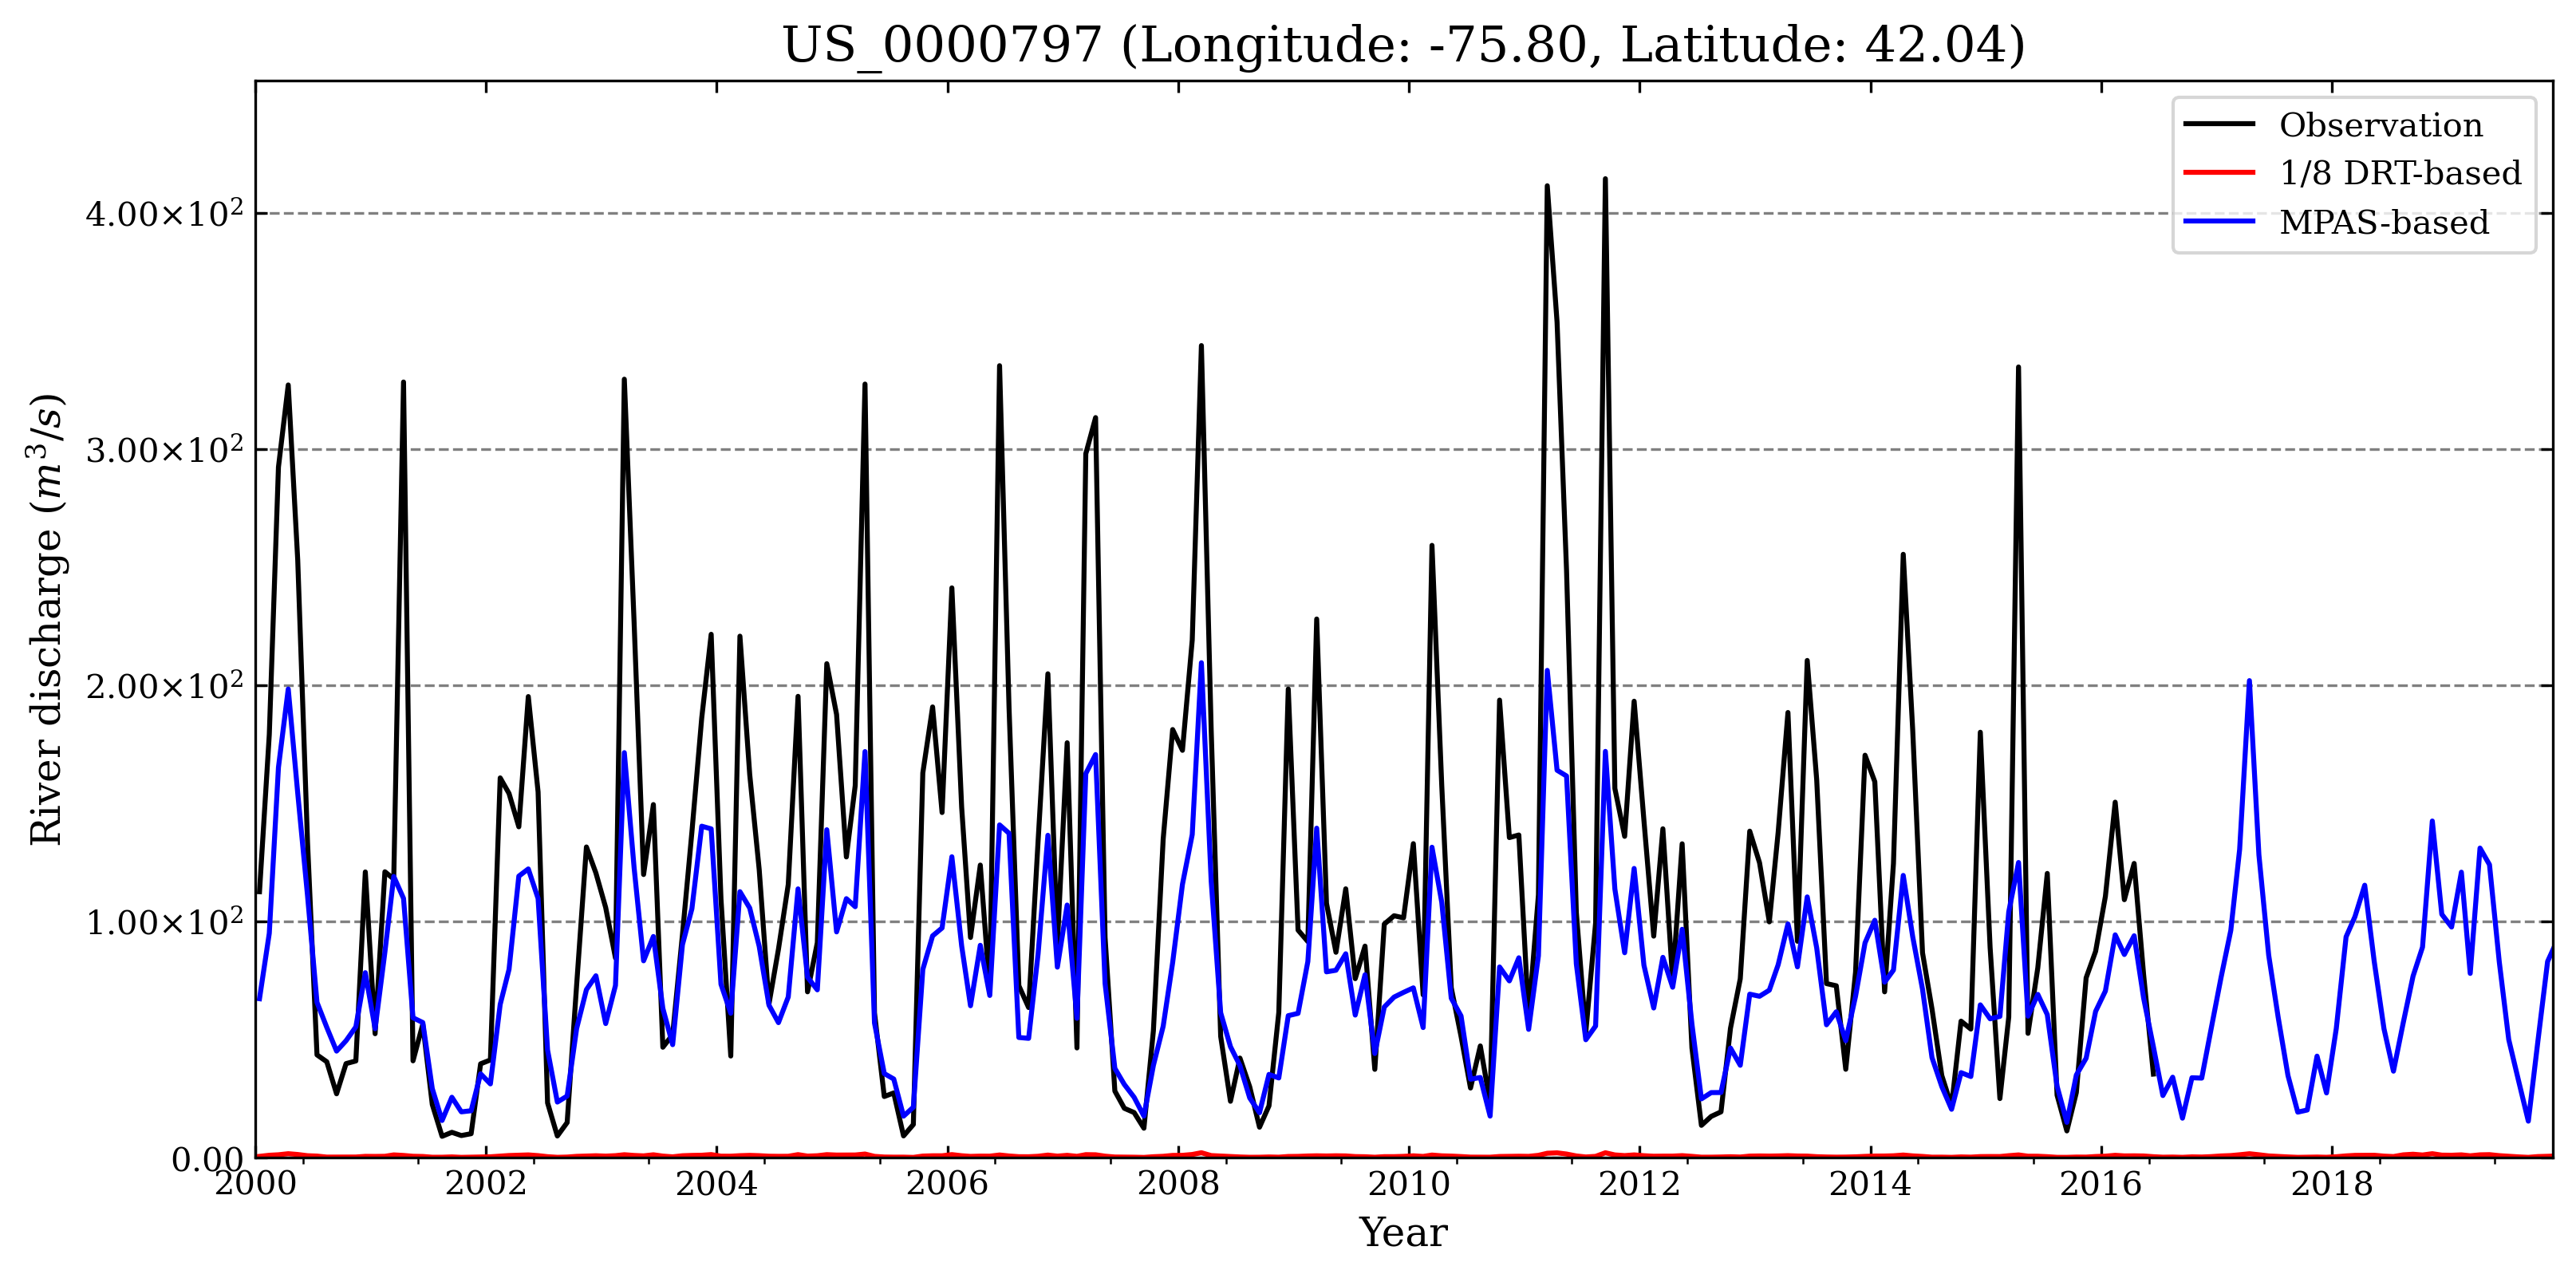 US_0000797 (Longitude: -75.80, Latitude: 42.04)
River discharge (m³/s)
4.00×10²
3.00×10²
2.00×10²
1.00×10²
0.00
Observation
1/8 DRT-based
MPAS-based
2000 2002 2004 2006 2008 2010 2012 2014 2016 2018
Year